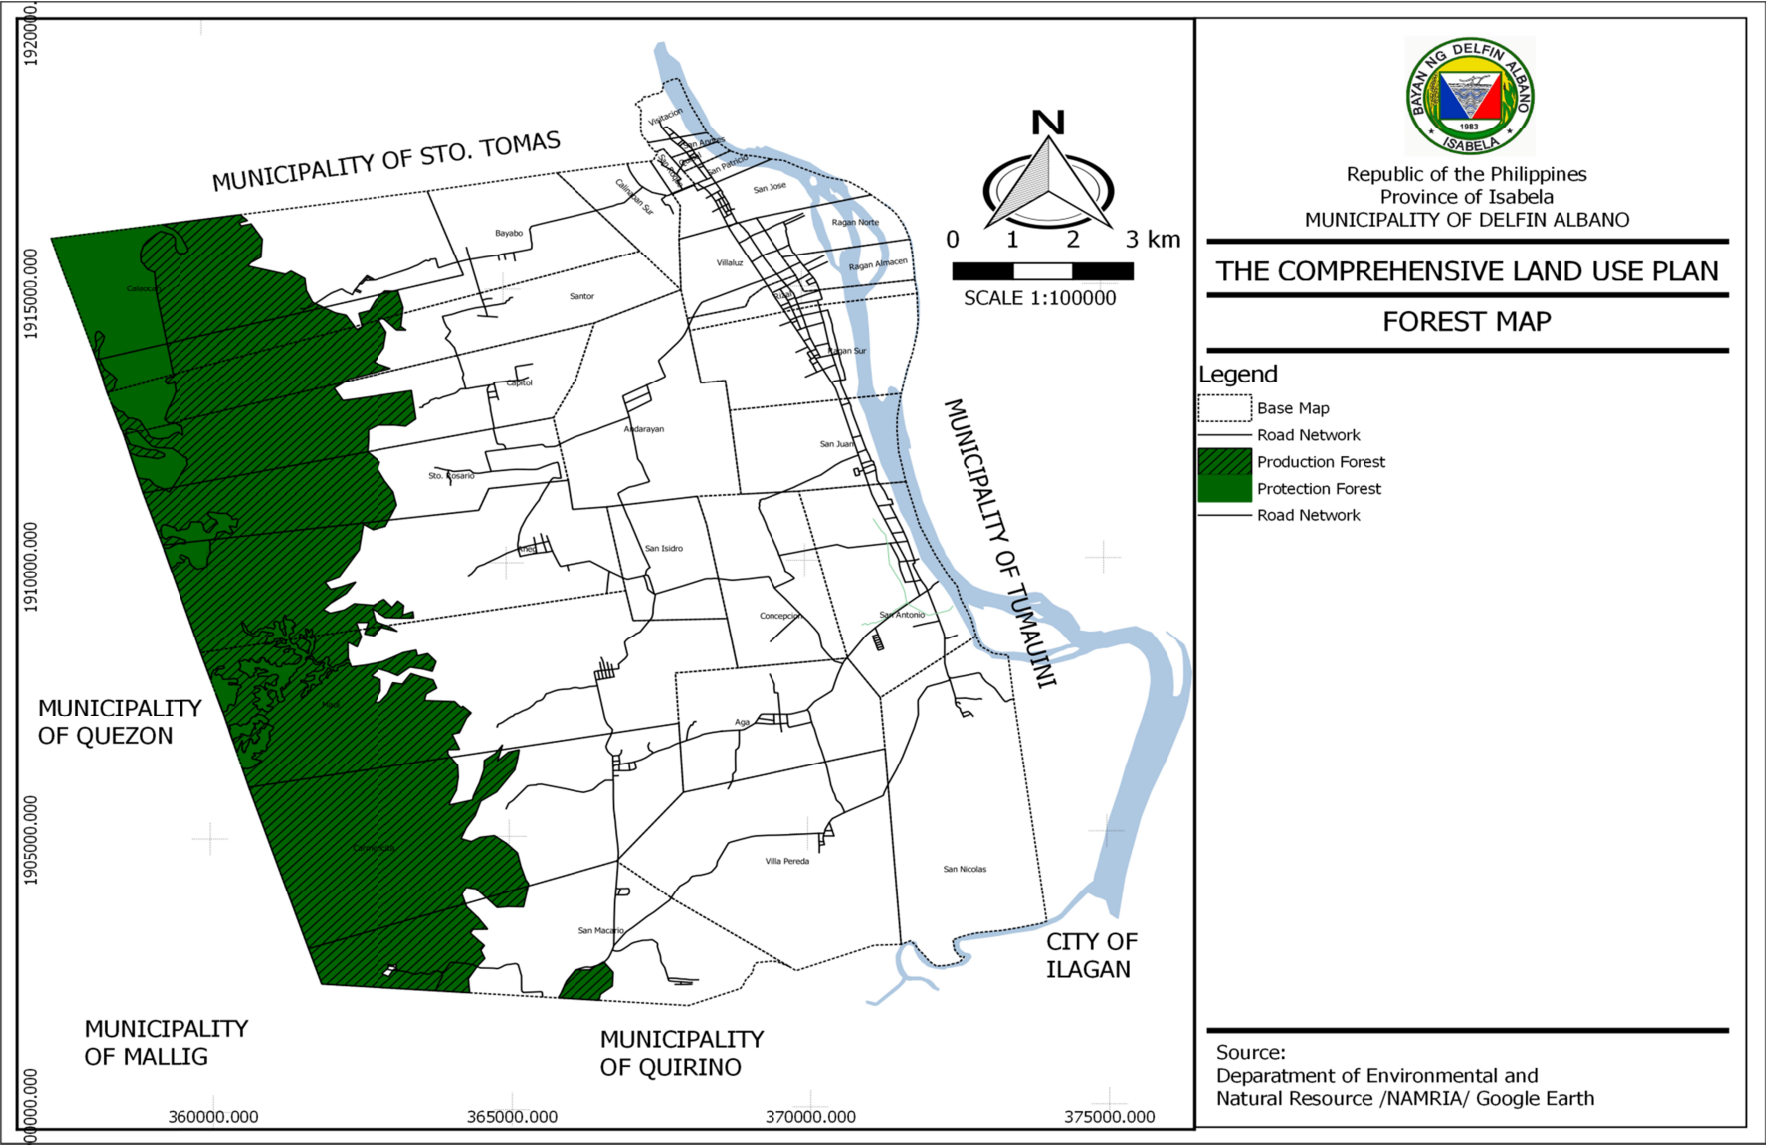 1920000.
1915000.000
1910000.000
1905000.000
00000.000
360000.000
365000.000
370000.000
375000.000
MUNICIPALITY OF STO. TOMAS
MUNICIPALITY
OF QUEZON
MUNICIPALITY
OF MALLIG
MUNICIPALITY
OF QUIRINO
CITY OF
ILAGAN
MUNICIPALITY OF TUMAUINI
Visitacion
San Andres
San Patricio
San Jose
Calinaoan Sur
Bayabo
Ragan Norte
Villaluz
Ragan Almacen
Rizal
Santor
Ragan Sur
Capitol
Andarayan
San Juan
Sto. Rosario
San Isidro
Concepcion
San Antonio
Aga
Villa Pereda
San Nicolas
San Macario
N
0 1 2 3 km
SCALE 1:100000
BAYAN NG DELFIN ALBANO
1983
ISABELA
Republic of the Philippines
Province of Isabela
MUNICIPALITY OF DELFIN ALBANO
THE COMPREHENSIVE LAND USE PLAN
FOREST MAP
Legend
Base Map
Road Network
Production Forest
Protection Forest
Road Network
Source:
Department of Environmental and
Natural Resource /NAMRIA/ Google Earth